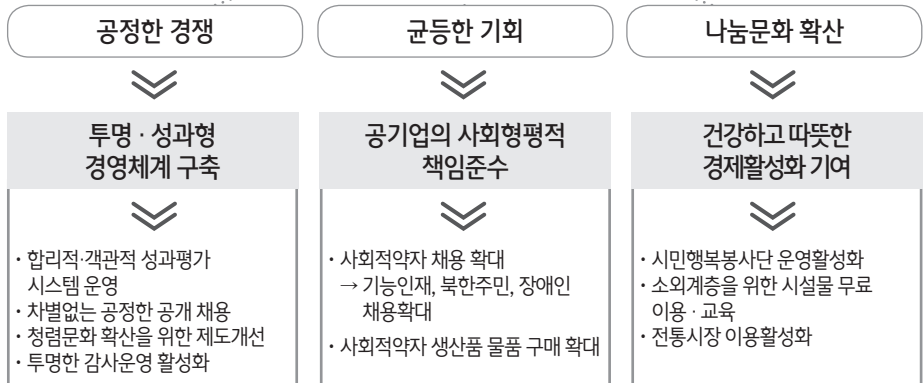 공정한 경쟁
투명 · 성과형
경영체계 구축
· 합리적·객관적 성과평가
시스템 운영
· 차별없는 공정한 공개 채용
· 청렴문화 확산을 위한 제도개선
· 투명한 감사운영 활성화
균등한 기회
공기업의 사회형평적
책임준수
· 사회적약자 채용 확대
→ 기능인재, 북한주민, 장애인
채용확대
· 사회적약자 생산품 물품 구매 확대
나눔문화 확산
건강하고 따뜻한
경제활성화 기여
· 시민행복봉사단 운영활성화
· 소외계층을 위한 시설물 무료
이용 · 교육
· 전통시장 이용활성화